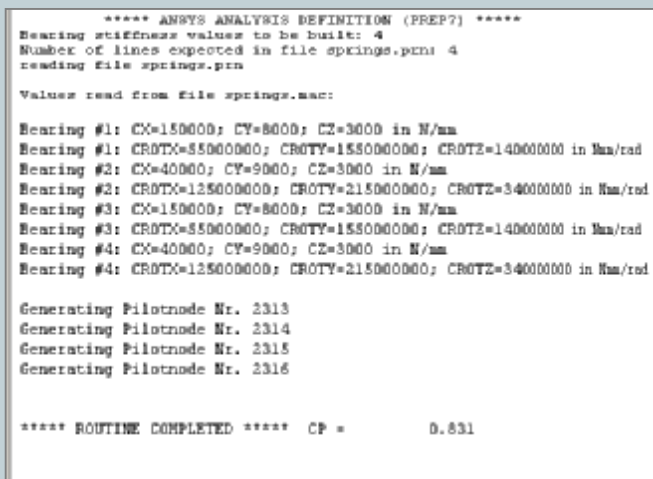 ***** ANSYS ANALYSIS DEFINITION (PREP7) *****
Bearing stiffness values to be built: 4
Number of lines expected in file springs.prn: 4
reading file springs.prn
Values read from file springs.mac:
Bearing #1: CX=150000; CY=8000; CZ=3000 in N/mm
Bearing #1: CROTX=55000000; CROTY=155000000; CROTZ=14000000 in Nmm/rad
Bearing #2: CX=40000; CY=9000; CZ=3000 in N/mm
Bearing #2: CROTX=125000000; CROTY=215000000; CROTZ=34000000 in Nmm/rad
Bearing #3: CX=150000; CY=8000; CZ=3000 in N/mm
Bearing #3: CROTX=55000000; CROTY=155000000; CROTZ=14000000 in Nmm/rad
Bearing #4: CX=40000; CY=9000; CZ=3000 in N/mm
Bearing #4: CROTX=125000000; CROTY=215000000; CROTZ=34000000 in Nmm/rad
Generating Pilotnode Nr. 2313
Generating Pilotnode Nr. 2314
Generating Pilotnode Nr. 2315
Generating Pilotnode Nr. 2316
***** ROUTINE COMPLETED ***** CP = 0.831